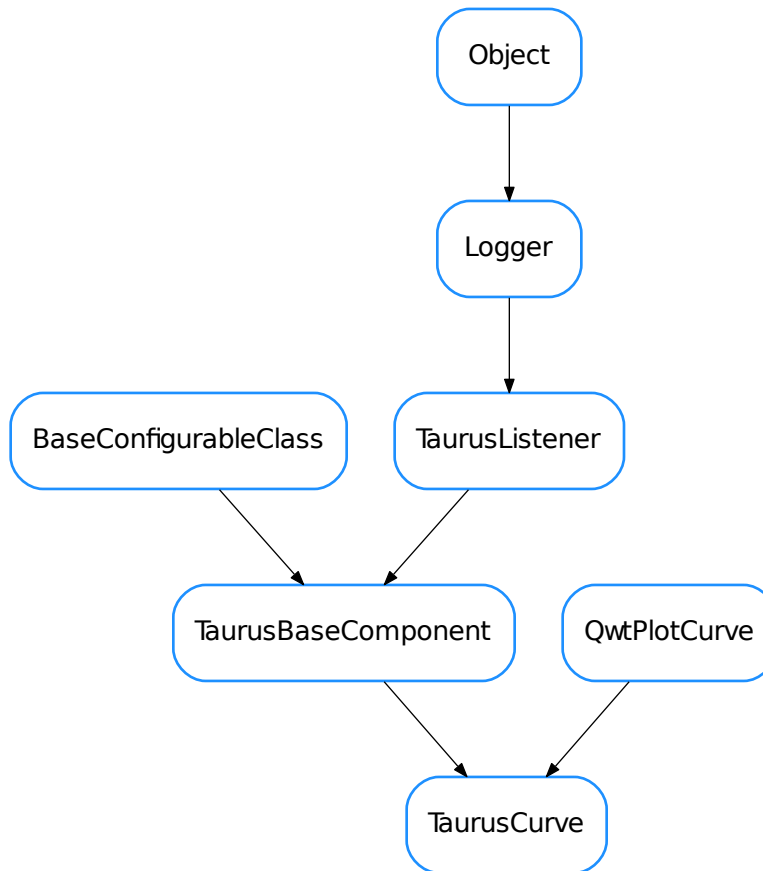 Object
Logger
BaseConfigurableClass
TaurusListener
TaurusBaseComponent
QwtPlotCurve
TaurusCurve